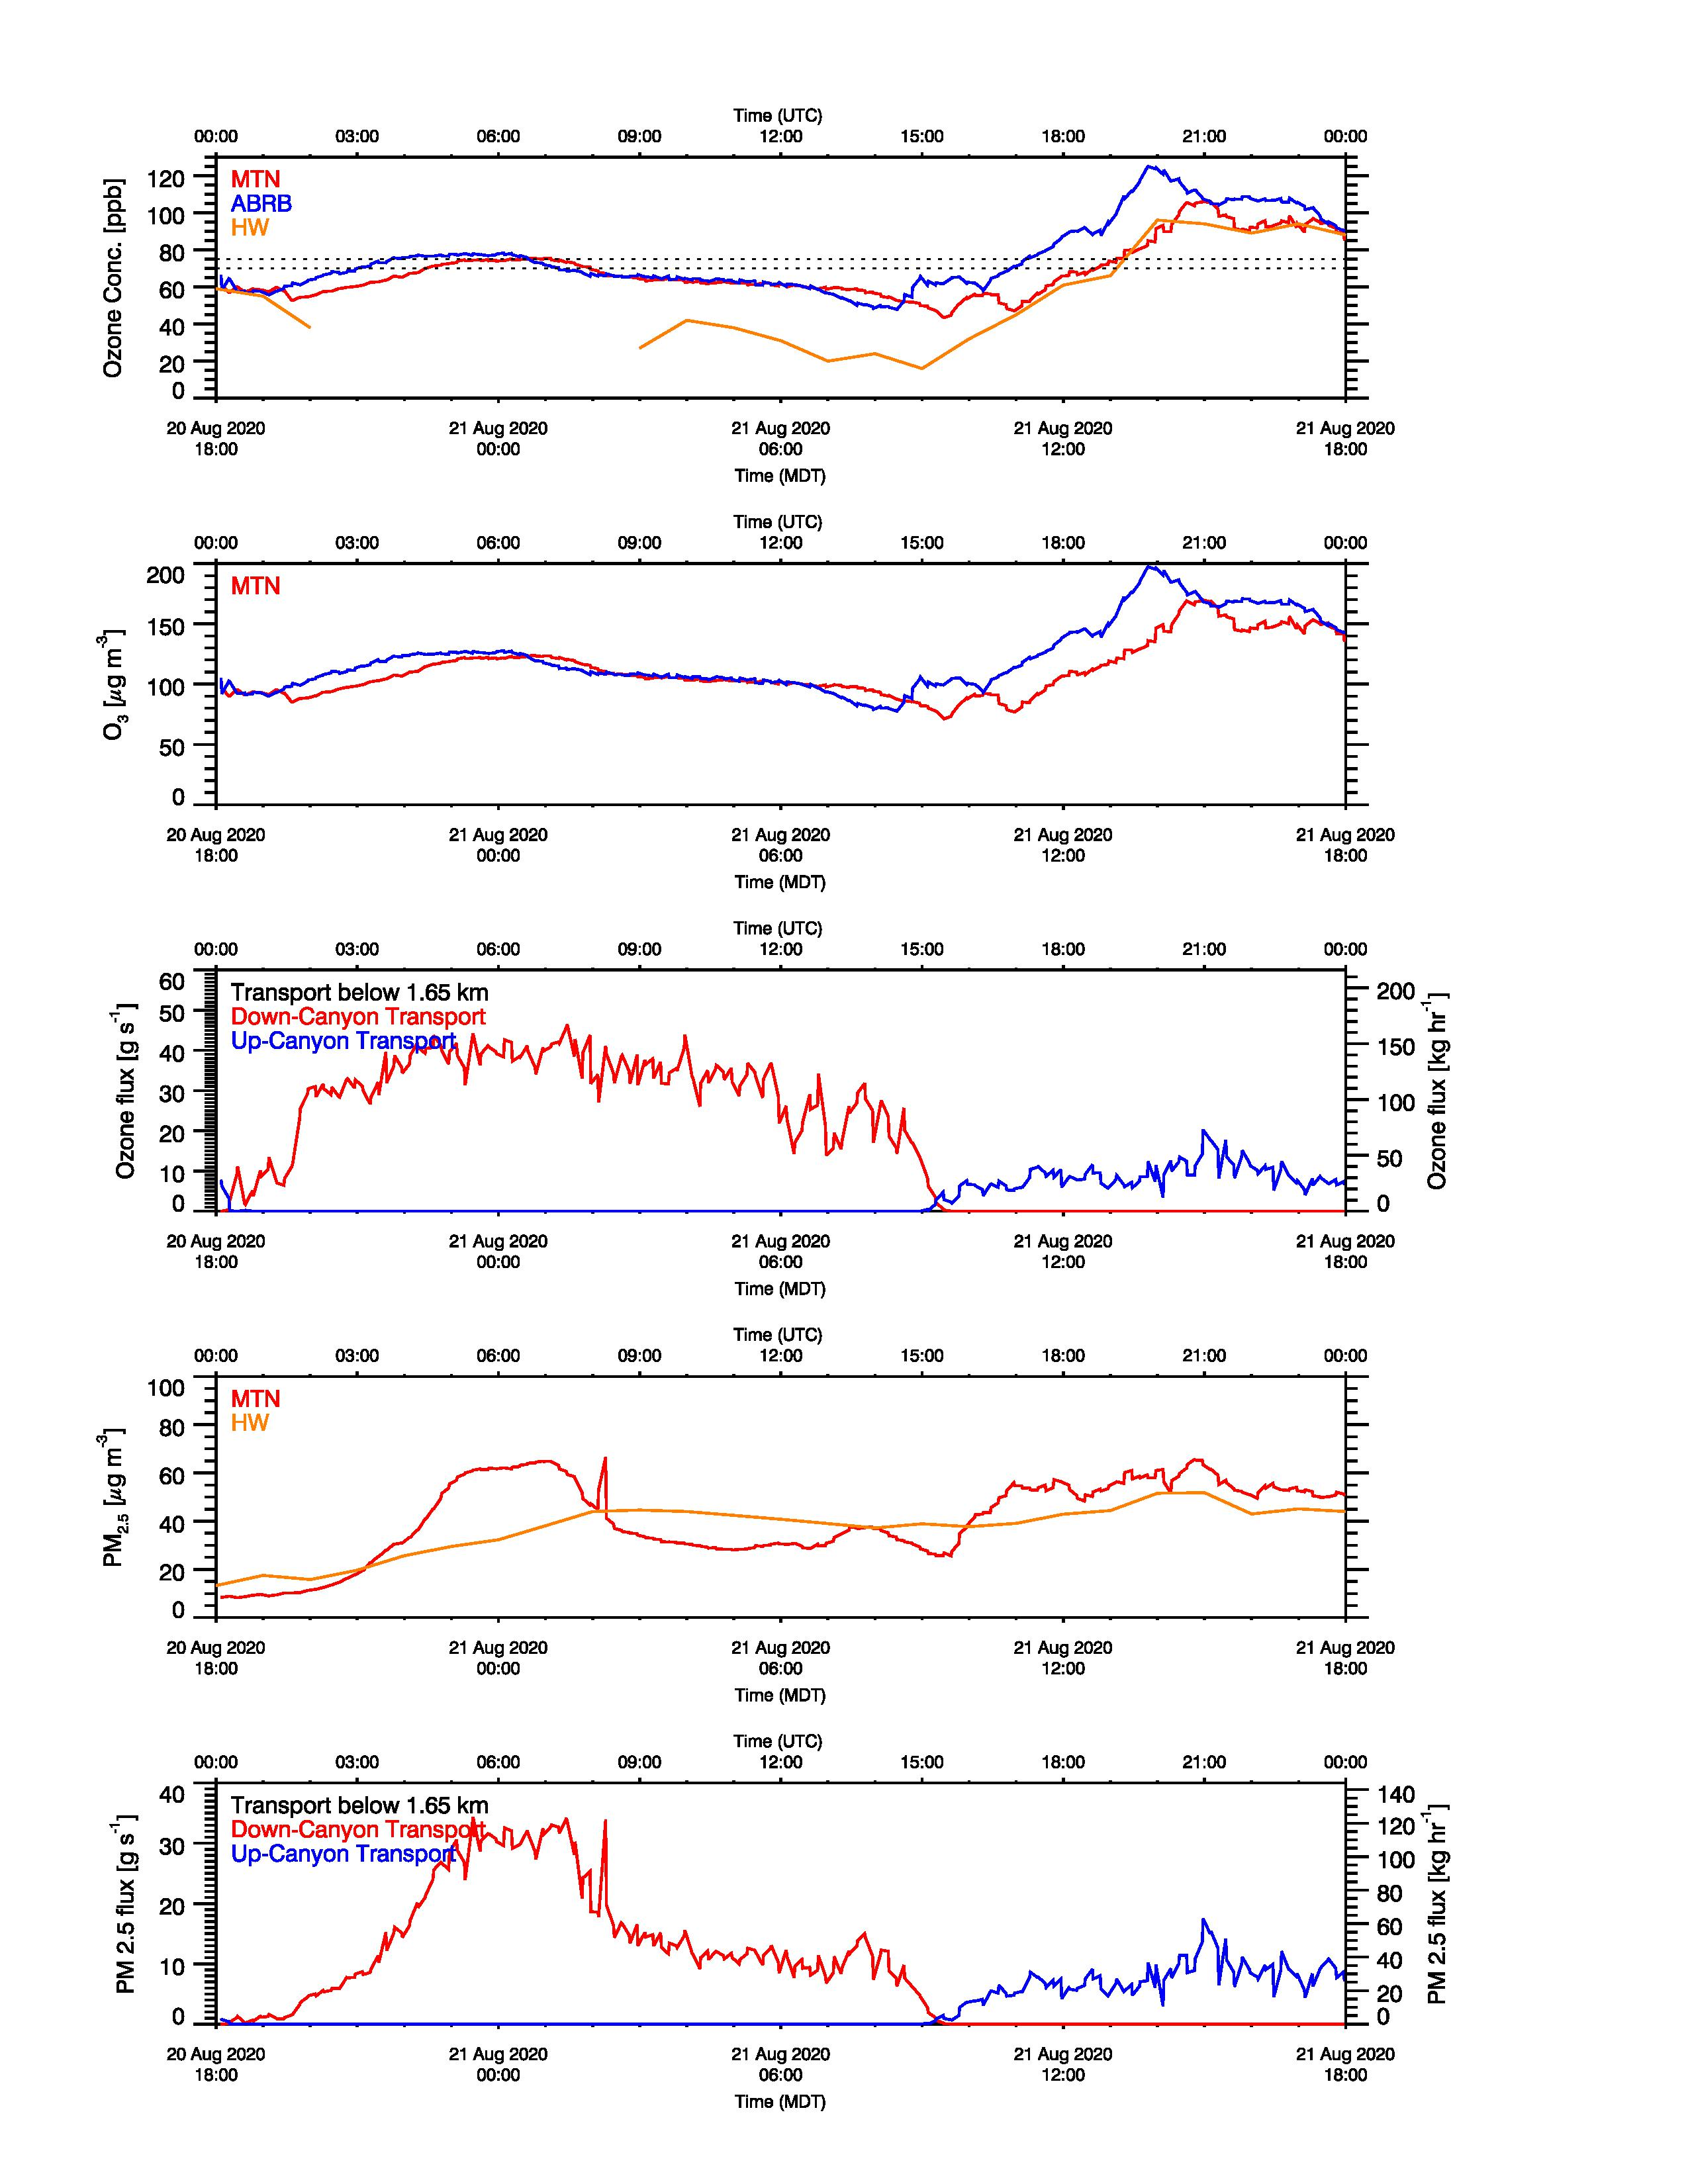 Time (UTC)
00:00 03:00 06:00 09:00 12:00 15:00 18:00 21:00 00:00
Ozone Conc. [ppb]
120
100
80
60
40
20
0
MTN
ABRB
HW
20 Aug 2020 21 Aug 2020 21 Aug 2020 21 Aug 2020 21 Aug 2020
18:00 00:00 06:00 12:00 18:00
Time (MDT)
Time (UTC)
00:00 03:00 06:00 09:00 12:00 15:00 18:00 21:00 00:00
O₃ [μg m⁻³]
200
150
100
50
0
MTN
20 Aug 2020 21 Aug 2020 21 Aug 2020 21 Aug 2020 21 Aug 2020
18:00 00:00 06:00 12:00 18:00
Time (MDT)
Time (UTC)
00:00 03:00 06:00 09:00 12:00 15:00 18:00 21:00 00:00
Ozone flux [g s⁻¹]
60
50
40
30
20
10
0
Transport below 1.65 km
Down-Canyon Transport
Up-Canyon Transport
200
150
100
50
0
Ozone flux [kg hr⁻¹]
20 Aug 2020 21 Aug 2020 21 Aug 2020 21 Aug 2020 21 Aug 2020
18:00 00:00 06:00 12:00 18:00
Time (MDT)
Time (UTC)
00:00 03:00 06:00 09:00 12:00 15:00 18:00 21:00 00:00
PM₂.₅ [μg m⁻³]
100
80
60
40
20
0
MTN
HW
20 Aug 2020 21 Aug 2020 21 Aug 2020 21 Aug 2020 21 Aug 2020
18:00 00:00 06:00 12:00 18:00
Time (MDT)
Time (UTC)
00:00 03:00 06:00 09:00 12:00 15:00 18:00 21:00 00:00
PM 2.5 flux [g s⁻¹]
40
30
20
10
0
Transport below 1.65 km
Down-Canyon Transport
Up-Canyon Transport
140
120
100
80
60
40
20
0
PM 2.5 flux [kg hr⁻¹]
20 Aug 2020 21 Aug 2020 21 Aug 2020 21 Aug 2020 21 Aug 2020
18:00 00:00 06:00 12:00 18:00
Time (MDT)